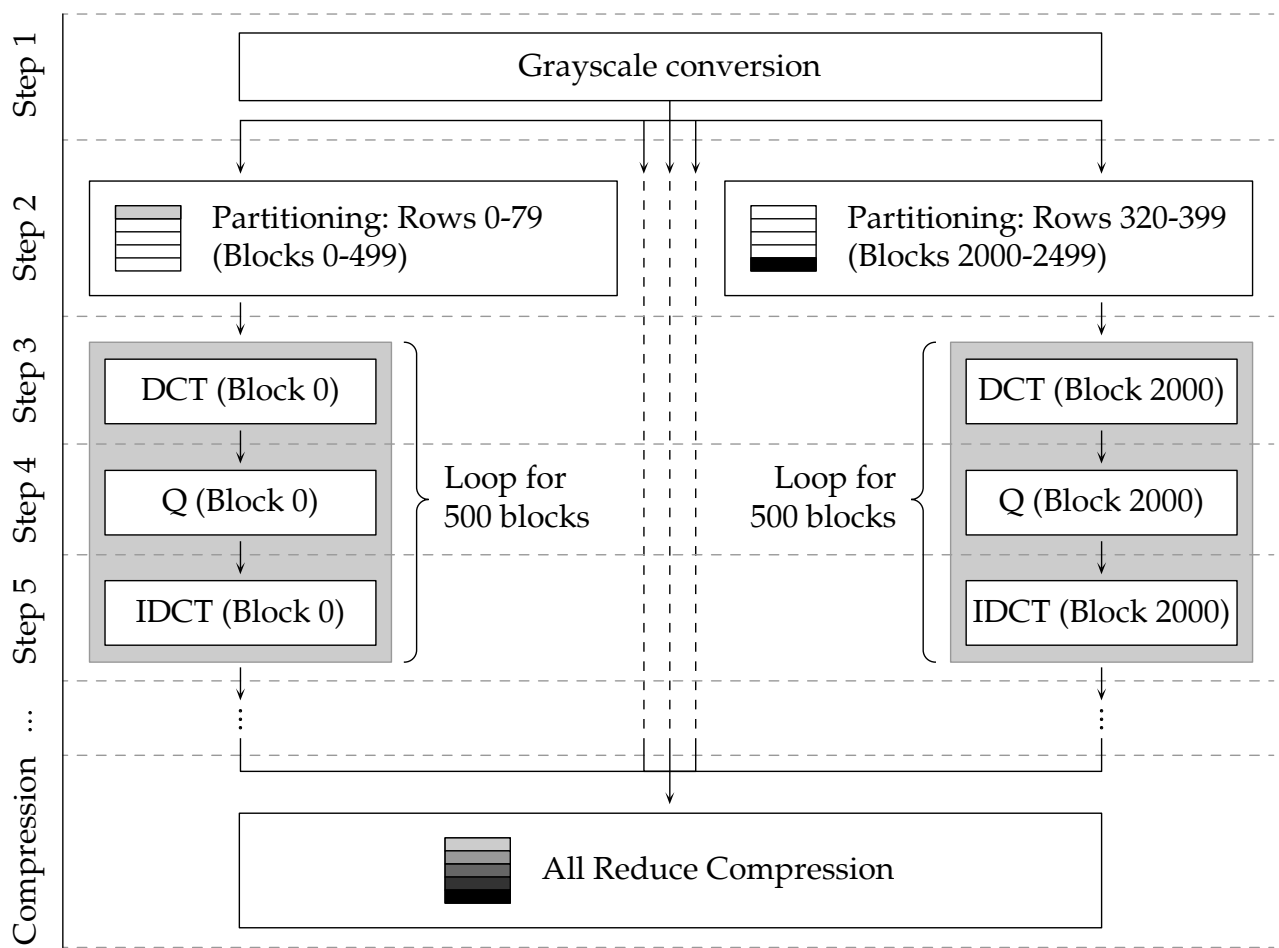 Step 1
Grayscale conversion
Step 2
Partitioning: Rows 0-79
(Blocks 0-499)
Partitioning: Rows 320-399
(Blocks 2000-2499)
Step 3
DCT (Block 0)
DCT (Block 2000)
Step 4
Q (Block 0)
Loop for
500 blocks
Loop for
500 blocks
Q (Block 2000)
Step 5
IDCT (Block 0)
IDCT (Block 2000)
...
⋮
⋮
Compression
All Reduce Compression